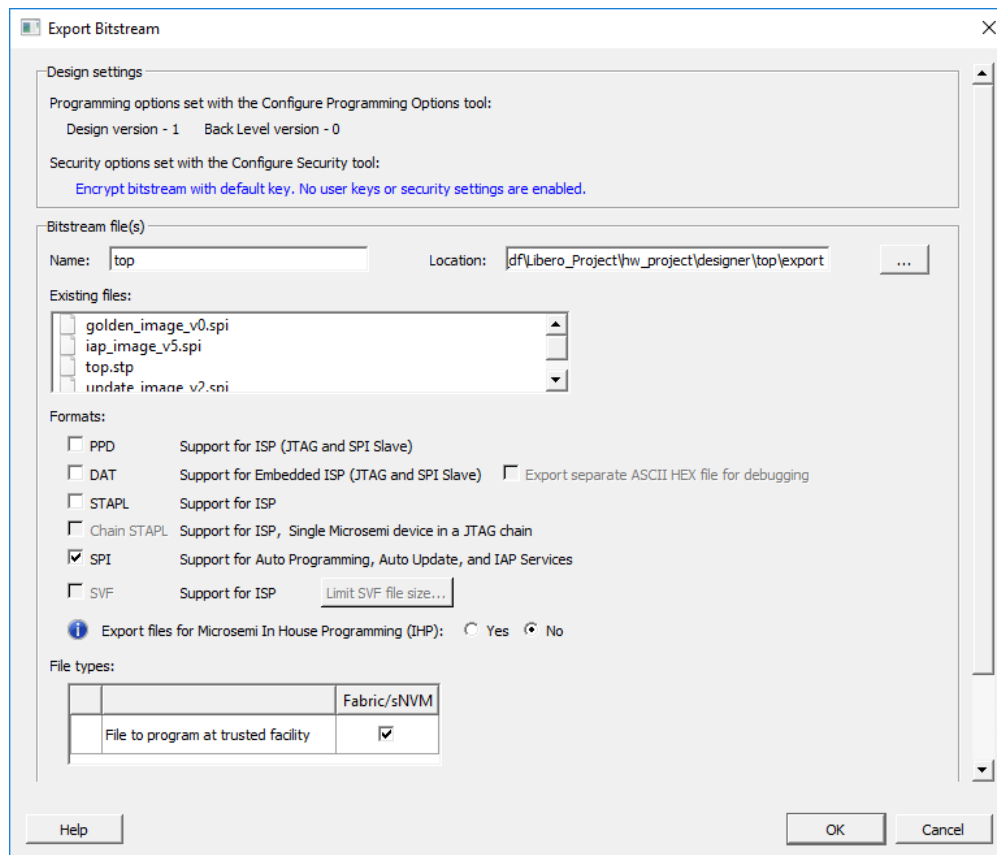 Export Bitstream
Design settings
Programming options set with the Configure Programming Options tool:
Design version - 1 Back Level version - 0
Security options set with the Configure Security tool:
Encrypt bitstream with default key. No user keys or security settings are enabled.
Bitstream file(s)
Name: top Location: df\Libero_Project\hw_project\designer\top\export ...
Existing files:
golden_image_v0.spi
iap_image_v5.spi
top.stp
update_image_v2.spi
Formats:
PPD Support for ISP (JTAG and SPI Slave)
DAT Support for Embedded ISP (JTAG and SPI Slave) Export separate ASCII HEX file for debugging
STAPL Support for ISP
Chain STAPL Support for ISP, Single Microsemi device in a JTAG chain
SPI Support for Auto Programming, Auto Update, and IAP Services
SVF Support for ISP Limit SVF file size...
Export files for Microsemi In House Programming (IHP): Yes No
File types:
Fabric/sNVM
File to program at trusted facility
Help OK Cancel